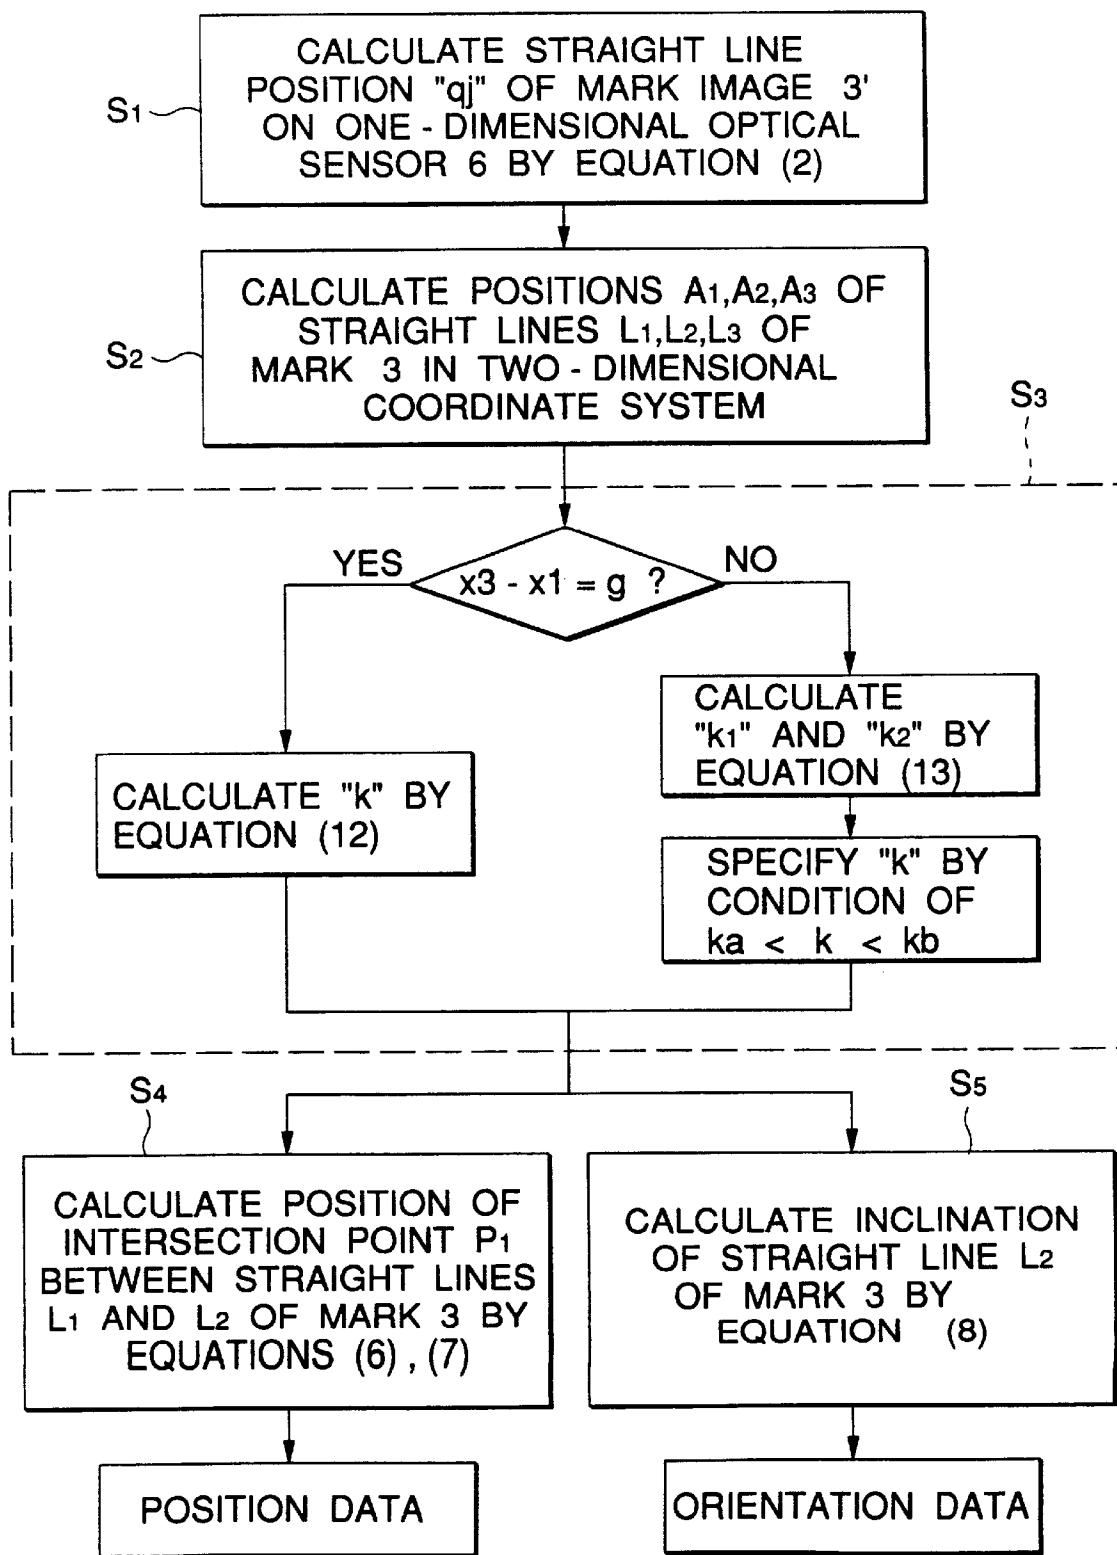 CALCULATE STRAIGHT LINE
POSITION "qj" OF MARK IMAGE 3'
ON ONE - DIMENSIONAL OPTICAL
SENSOR 6 BY EQUATION (2)
S1
CALCULATE POSITIONS A1,A2,A3 OF
STRAIGHT LINES L1,L2,L3 OF
MARK 3 IN TWO - DIMENSIONAL
COORDINATE SYSTEM
S2
S3
YES
x3 - x1 = g ?
NO
CALCULATE "k" BY
EQUATION (12)
CALCULATE
"k1" AND "k2" BY
EQUATION (13)
SPECIFY "k" BY
CONDITION OF
ka < k < kb
S4
CALCULATE POSITION OF
INTERSECTION POINT P1
BETWEEN STRAIGHT LINES
L1 AND L2 OF MARK 3 BY
EQUATIONS (6) , (7)
S5
CALCULATE INCLINATION
OF STRAIGHT LINE L2
OF MARK 3 BY
EQUATION (8)
POSITION DATA
ORIENTATION DATA